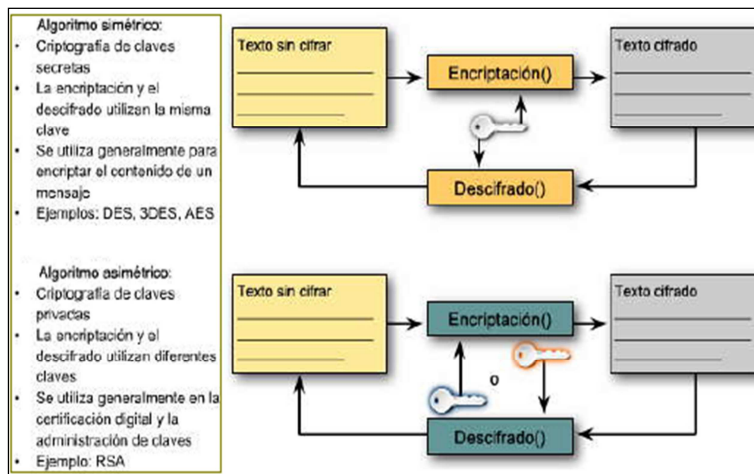 Algoritmo simétrico:
• Criptografía de claves
secretas
• La encriptación y el
descifrado utilizan la misma
clave
• Se utiliza generalmente para
encriptar el contenido de un
mensaje
• Ejemplos: DES, 3DES, AES
Texto sin cifrar
Encriptación()
Texto cifrado
Descifrado()
Algoritmo asimétrico:
• Criptografía de claves
privadas
• La encriptación y el
descifrado utilizan diferentes
claves
• Se utiliza generalmente en la
certificación digital y la
administración de claves
• Ejemplo: RSA
Texto sin cifrar
Encriptación()
Texto cifrado
o
Descifrado()